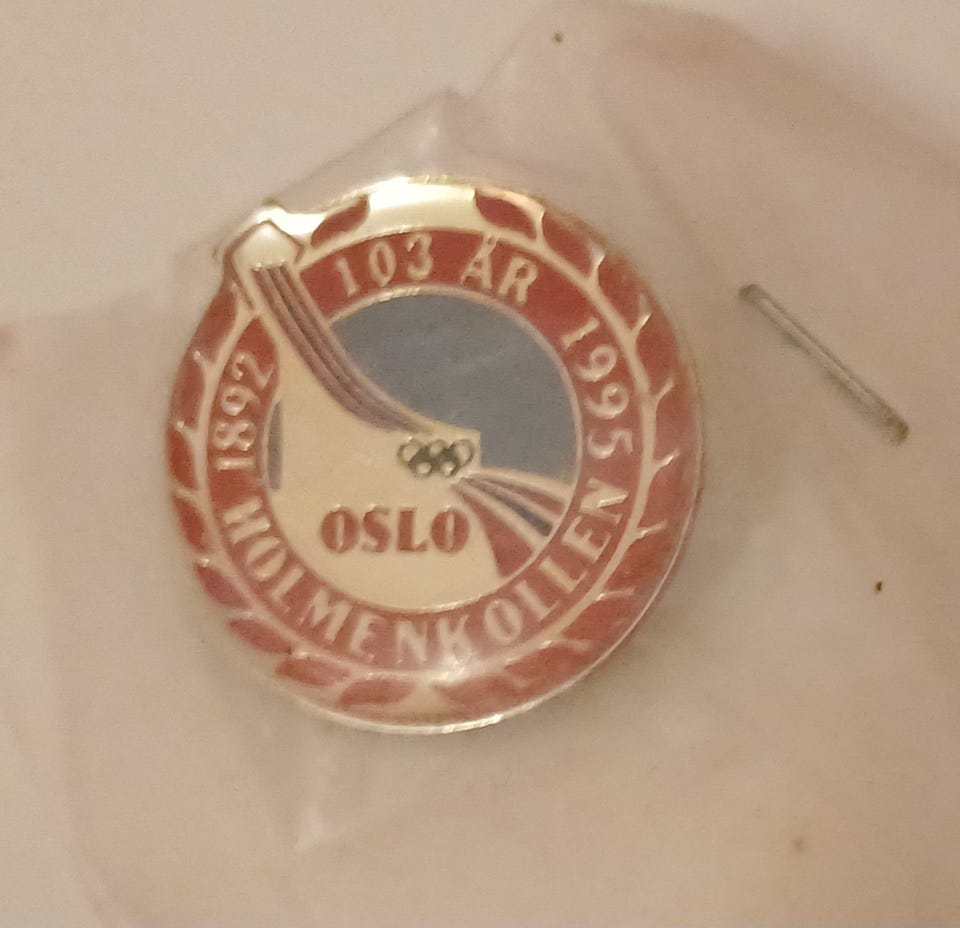 1892 103 ÅR 1995
HOLMENKOLLEN
OSLO